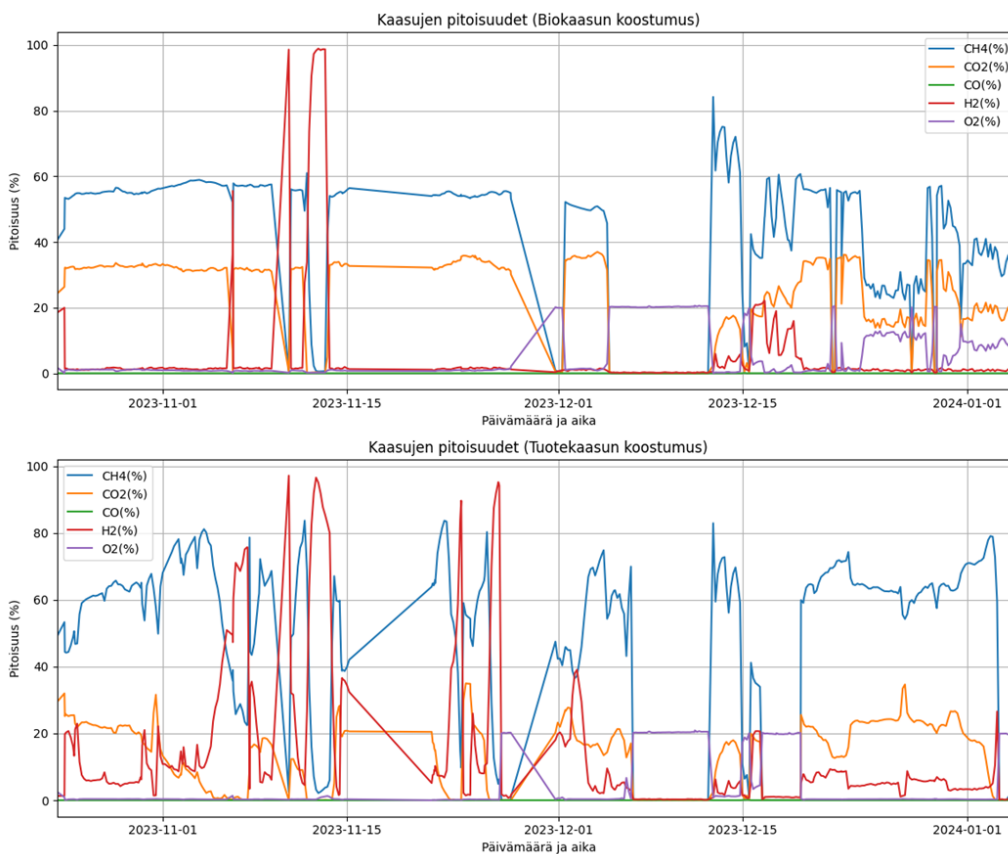 Kaasujen pitoisuudet (Biokaasun koostumus)
100
80
60
40
20
0
Pitoisuus (%)
CH4(%)
CO2(%)
CO(%)
H2(%)
O2(%)
2023-11-01
2023-11-15
2023-12-01
2023-12-15
2024-01-01
Päivämäärä ja aika
Kaasujen pitoisuudet (Tuotekaasun koostumus)
100
80
60
40
20
0
Pitoisuus (%)
CH4(%)
CO2(%)
CO(%)
H2(%)
O2(%)
2023-11-01
2023-11-15
2023-12-01
2023-12-15
2024-01-01
Päivämäärä ja aika